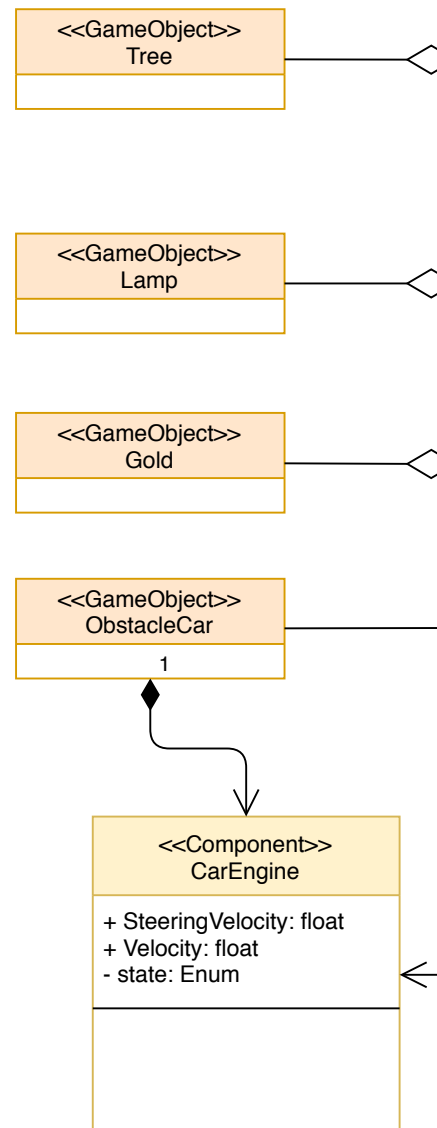 <<GameObject>>
Tree
<<GameObject>>
Lamp
<<GameObject>>
Gold
<<GameObject>>
ObstacleCar
1
<<Component>>
CarEngine
+ SteeringVelocity: float
+ Velocity: float
- state: Enum